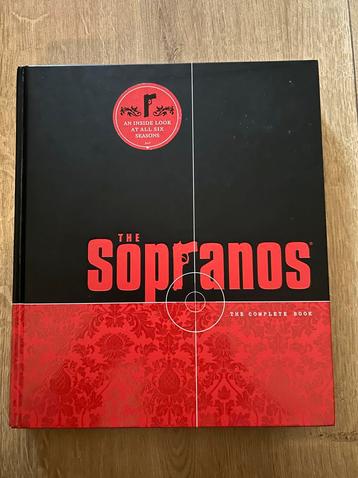 AN INSIDE LOOK
AT ALL SIX
SEASONS
THE
Sopranos®
THE COMPLETE BOOK